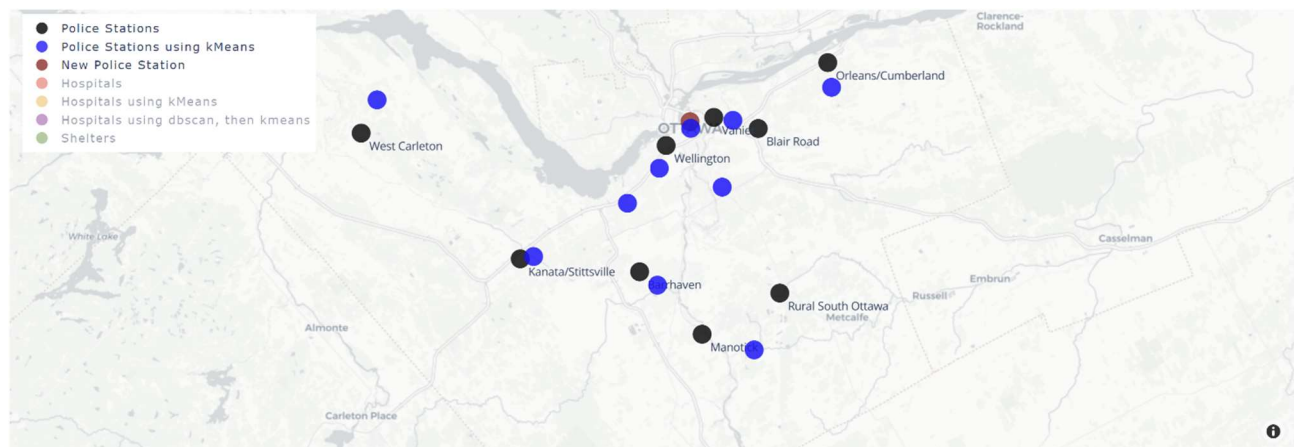 Police Stations
Police Stations using kMeans
New Police Station
Hospitals
Hospitals using kMeans
Hospitals using dbscan, then kmeans
Shelters
Clarence-
Rockland
Orleans/Cumberland
OTTAWA
Vanier
Blair Road
West Carleton
Wellington
White Lake
Casselman
Kanata/Stittsville
Barrhaven
Embrun
Russell
Rural South Ottawa
Metcalfe
Almonte
Manotick
Carleton Place